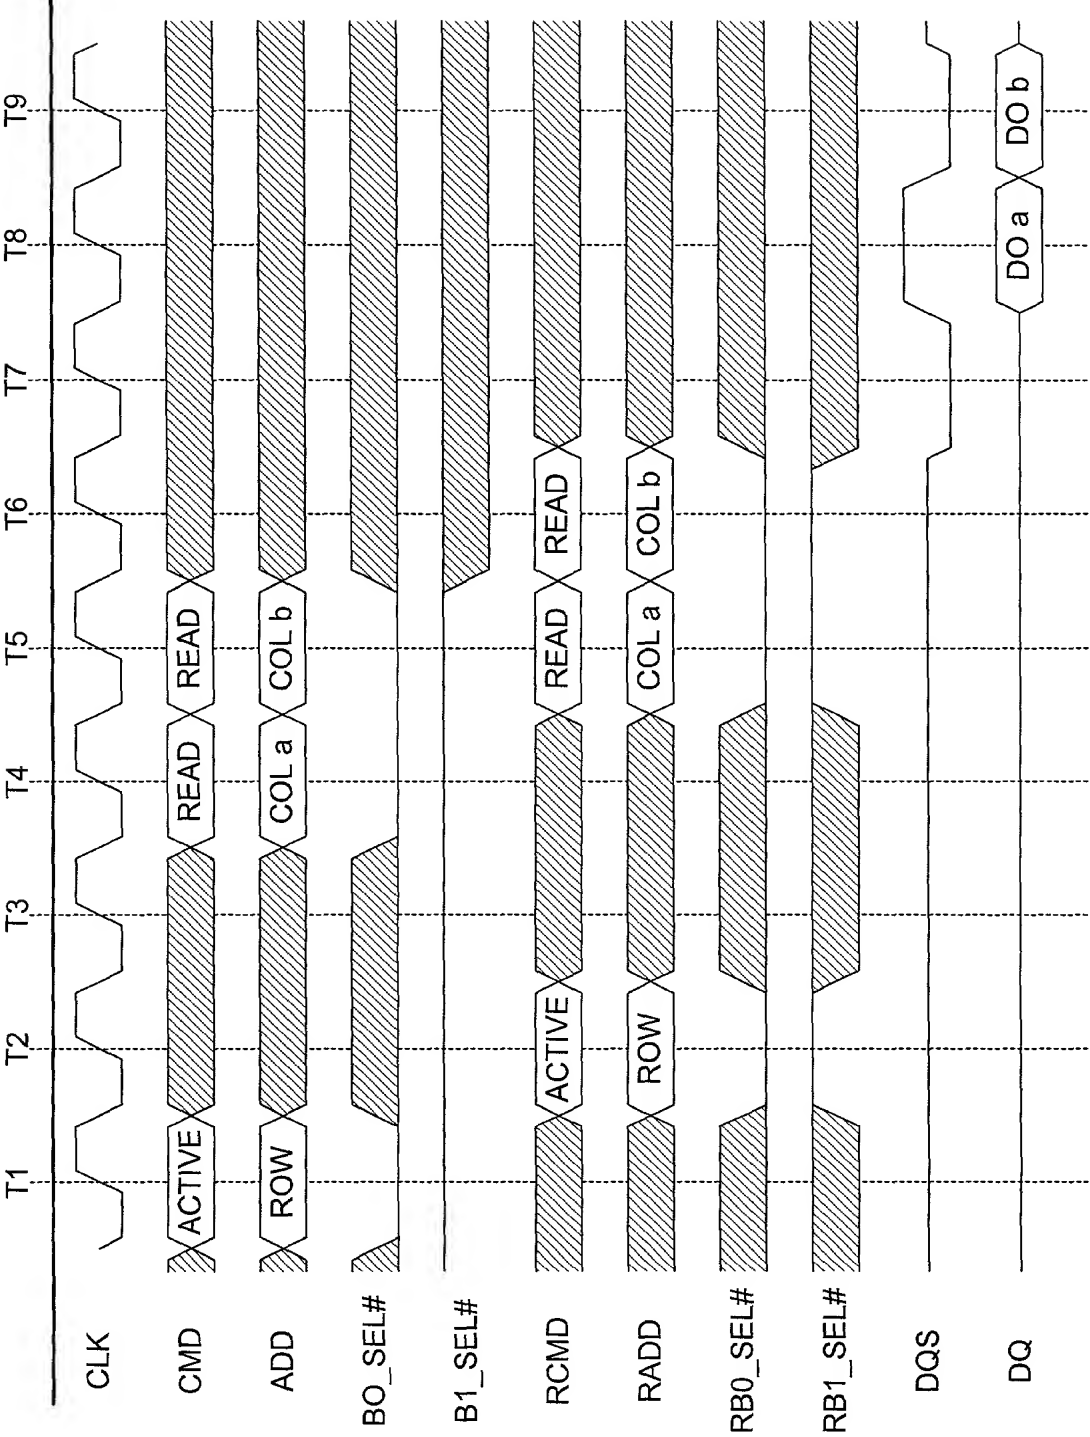 T1 T2 T3 T4 T5 T6 T7 T8 T9
CLK
CMD ACTIVE READ READ
ADD ROW COL a COL b
BO_SEL#
B1_SEL#
RCMD ACTIVE READ READ
RADD ROW COL a COL b
RB0_SEL#
RB1_SEL#
DQS
DQ DO a DO b